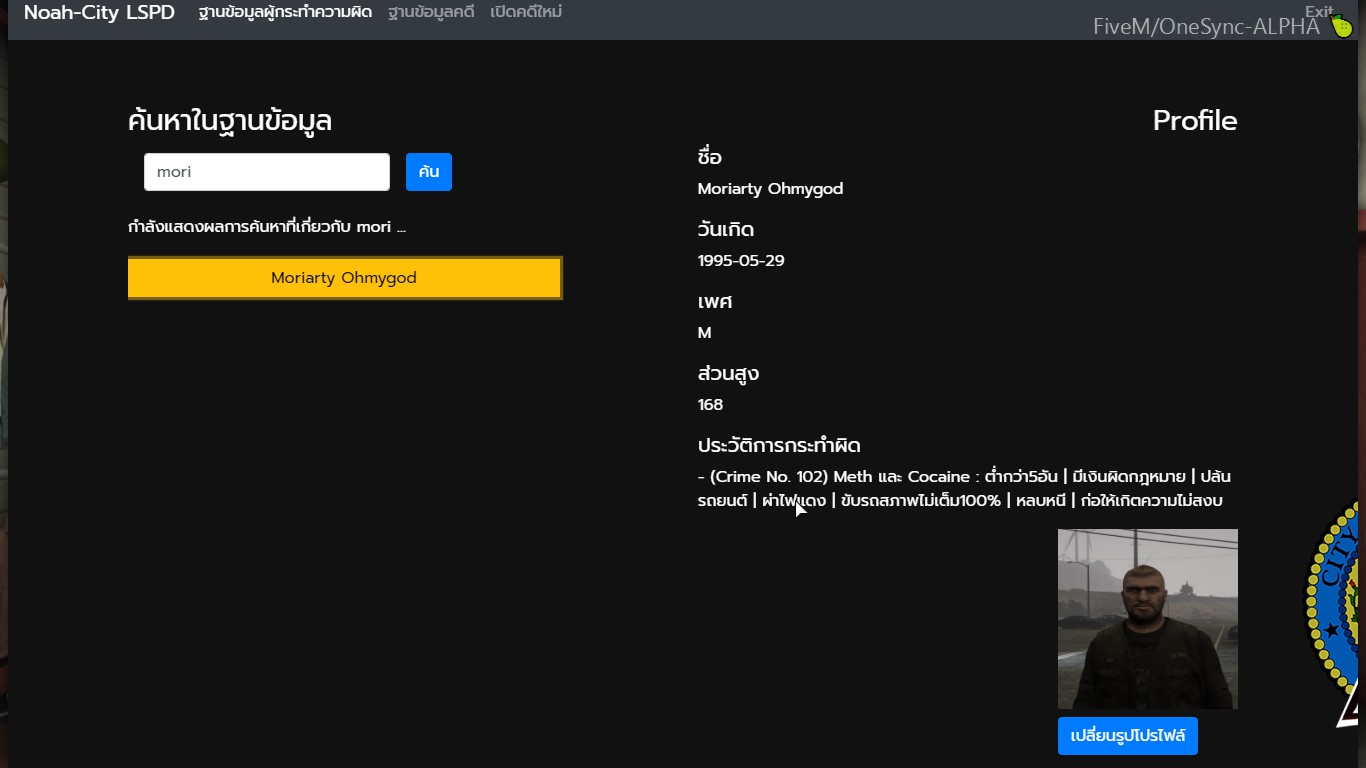 Noah-City LSPD ฐานข้อมูลผู้กระทำความผิด ฐานข้อมูลคดี เปิดคดีใหม่ Exit
FiveM/OneSync-ALPHA
ค้นหาในฐานข้อมูล
mori ค้น
กำลังแสดงผลการค้นหาที่เกี่ยวกับ mori ...
Moriarty Ohmygod
Profile
ชื่อ
Moriarty Ohmygod
วันเกิด
1995-05-29
เพศ
M
ส่วนสูง
168
ประวัติการกระทำผิด
- (Crime No. 102) Meth และ Cocaine : ต่ำกว่า5อัน | มีเงินผิดกฎหมาย | ปล้น
รถยนต์ | ผ่าไฟแดง | ขับรถสภาพไม่เต็ม100% | หลบหนี | ก่อให้เกิดความไม่สงบ
CITY
เปลี่ยนรูปโปรไฟล์